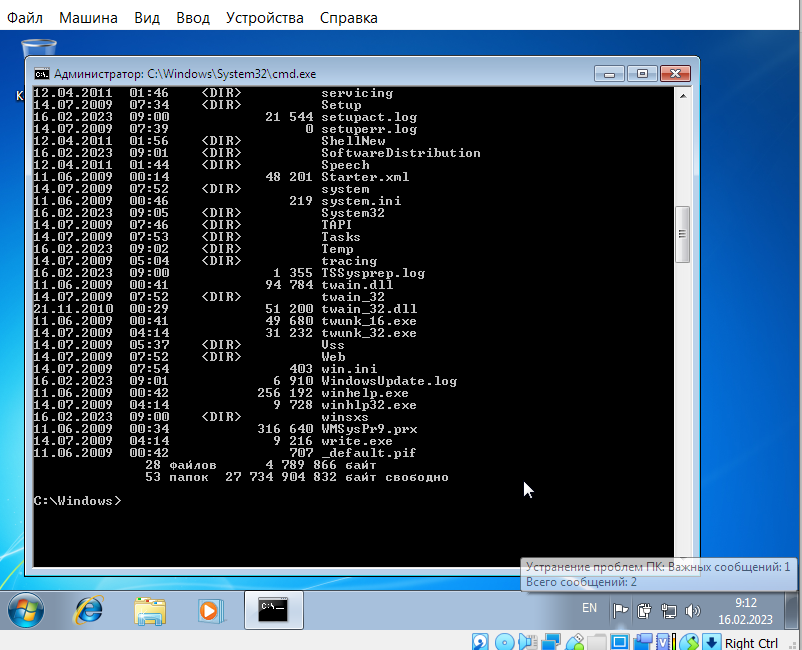 Файл Машина Вид Ввод Устройства Справка
Администратор: C:\Windows\System32\cmd.exe
12.04.2011 01:46 <DIR> servicing
14.07.2009 07:34 <DIR> Setup
16.02.2023 09:00 21 544 setupact.log
14.07.2009 07:39 0 setuperr.log
12.04.2011 01:56 <DIR> ShellNew
16.02.2023 09:01 <DIR> SoftwareDistribution
12.04.2011 01:44 <DIR> Speech
11.06.2009 00:14 48 201 Starter.xml
14.07.2009 07:52 <DIR> system
11.06.2009 00:46 219 system.ini
16.02.2023 09:05 <DIR> System32
14.07.2009 07:46 <DIR> TAPI
14.07.2009 07:53 <DIR> Tasks
16.02.2023 09:02 <DIR> Temp
14.07.2009 05:04 <DIR> tracing
16.02.2023 09:00 1 355 TSSysprep.log
11.06.2009 00:41 94 784 twain.dll
14.07.2009 07:52 <DIR> twain_32
21.11.2010 00:29 51 200 twain_32.dll
11.06.2009 00:41 49 680 twunk_16.exe
14.07.2009 04:14 31 232 twunk_32.exe
14.07.2009 05:37 <DIR> Vss
14.07.2009 07:52 <DIR> Web
14.07.2009 07:54 403 win.ini
16.02.2023 09:01 6 910 WindowsUpdate.log
11.06.2009 00:42 256 192 winhelp.exe
14.07.2009 04:14 9 728 winhlp32.exe
16.02.2023 09:00 <DIR> winsxs
11.06.2009 00:34 316 640 WMSysPr9.prx
14.07.2009 04:14 9 216 write.exe
11.06.2009 00:42 707 _default.pif
28 файлов 4 789 866 байт
53 папок 27 734 904 832 байт свободно
C:\Windows>
Устранение проблем ПК: Важных сообщений: 1
Всего сообщений: 2
EN
9:12
16.02.2023
Right Ctrl